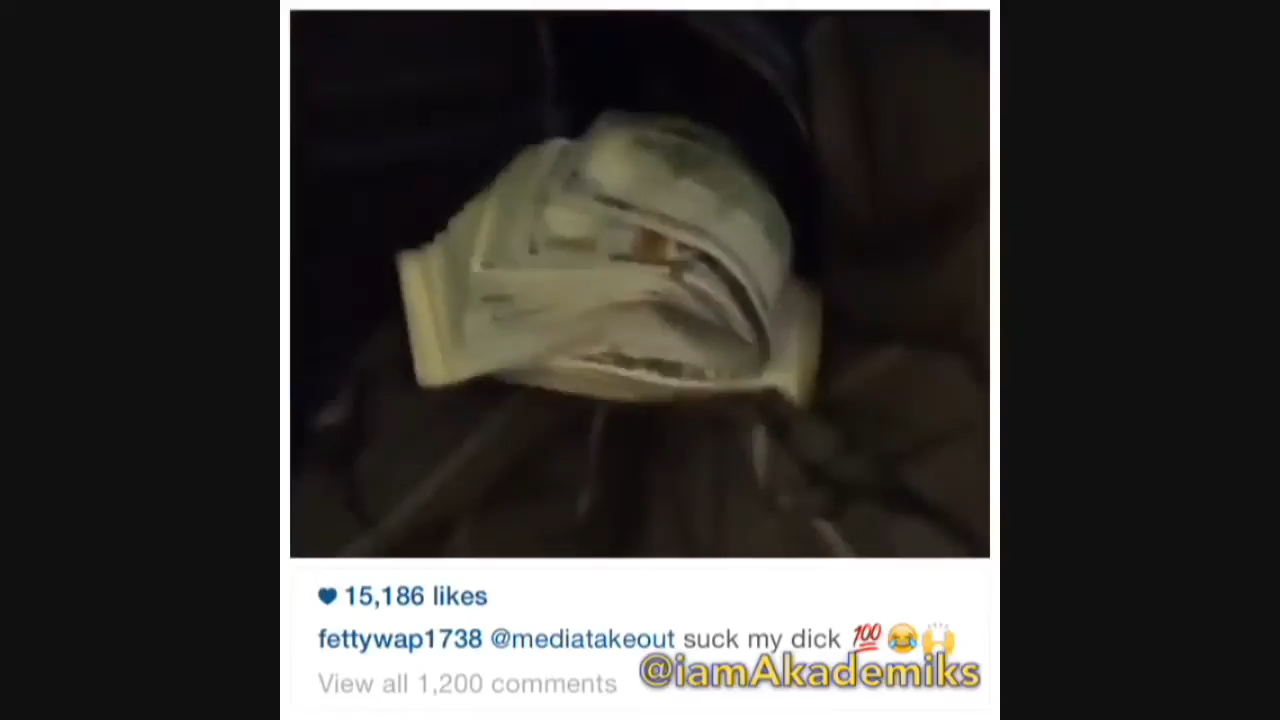 15,186 likes
fettywap1738 @mediatakeout suck my dick 💯😂🙌
@iamAkademiks
View all 1,200 comments